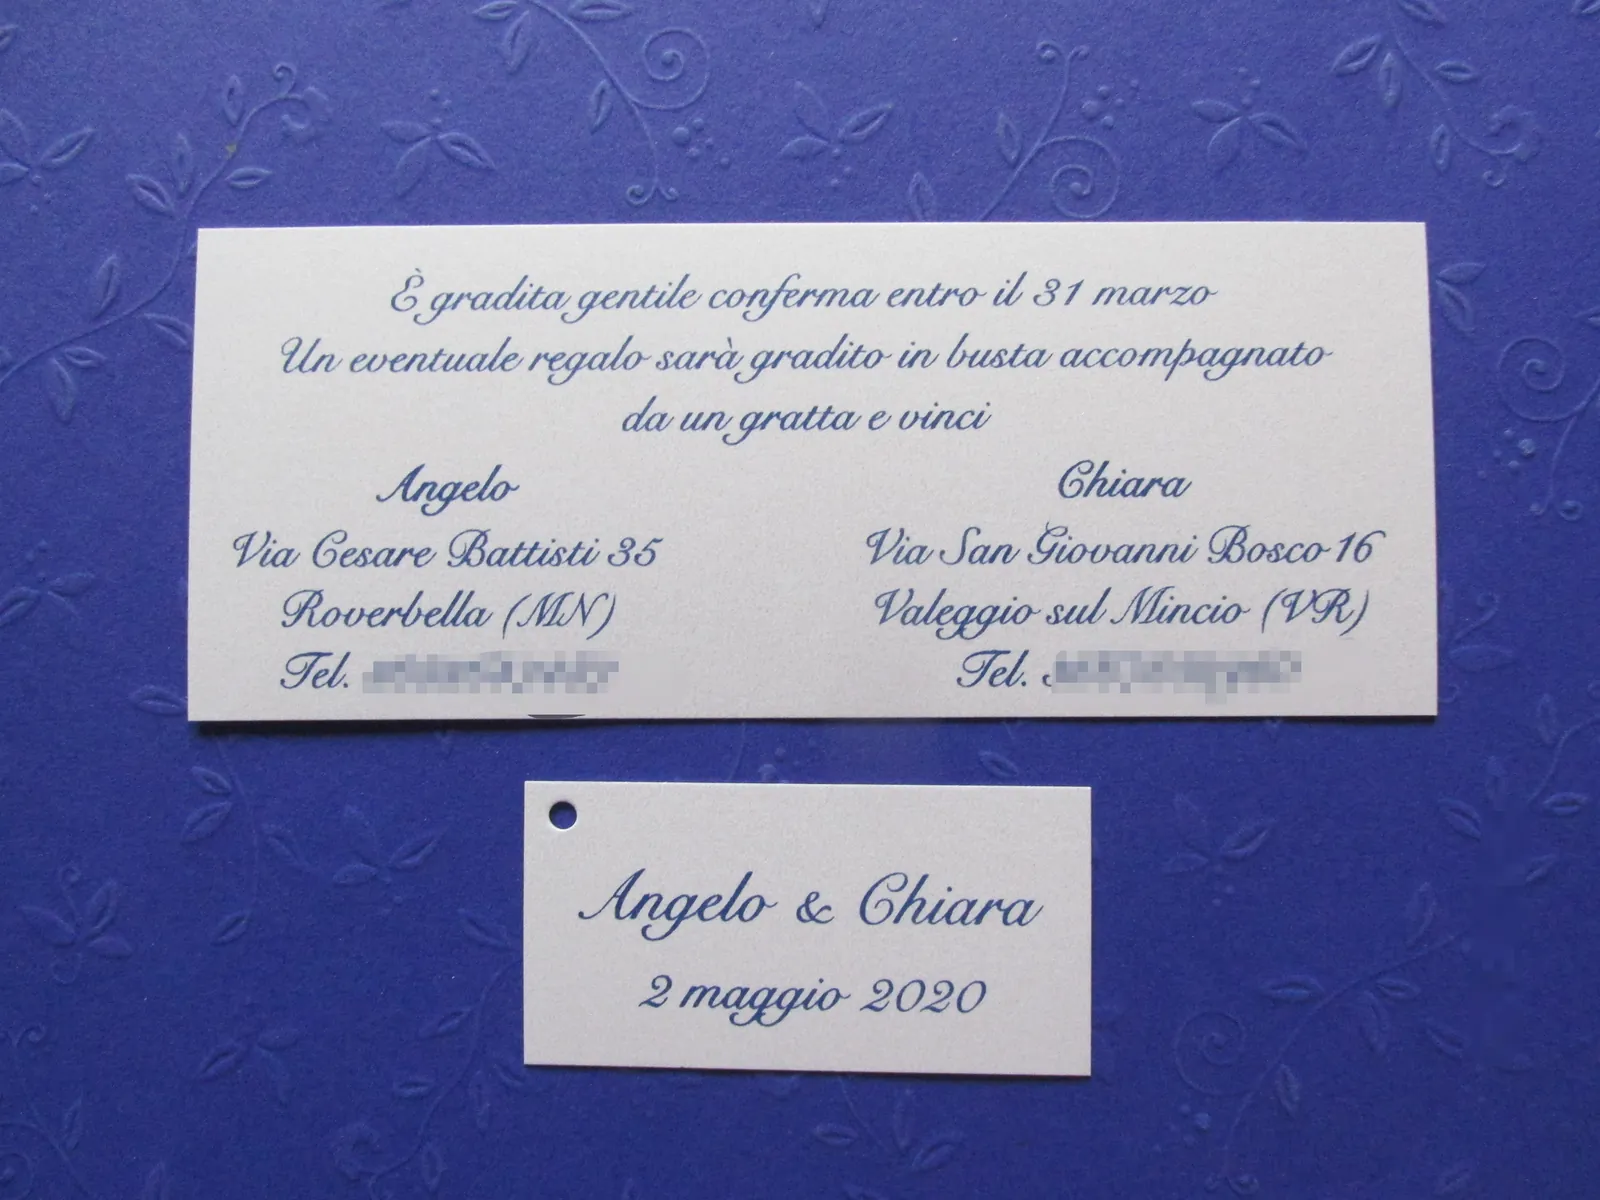 È gradita gentile conferma entro il 31 marzo
Un eventuale regalo sarà gradito in busta accompagnato
da un gratta e vinci
Angelo
Via Cesare Battisti 35
Roverbella (MN)
Tel.
Chiara
Via San Giovanni Bosco 16
Valeggio sul Mincio (VR)
Tel.
Angelo & Chiara
2 maggio 2020